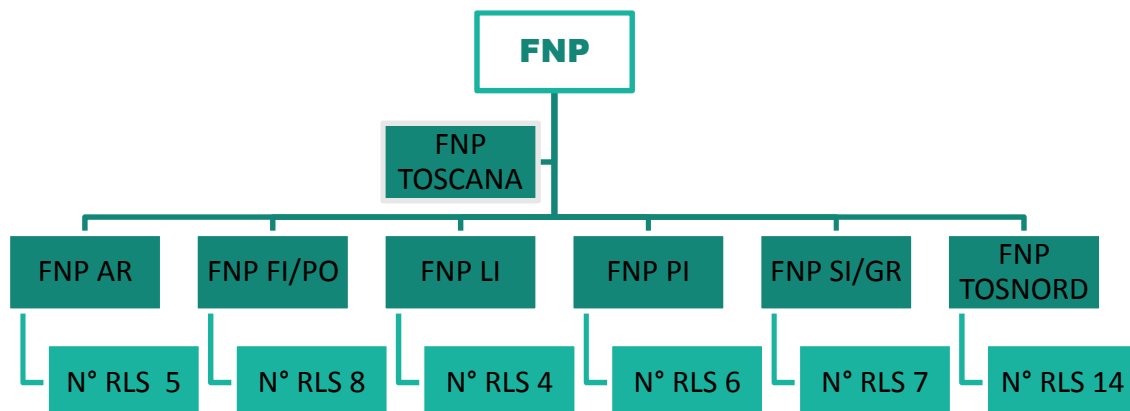 FNP
FNP
TOSCANA
FNP AR
FNP FI/PO
FNP LI
FNP PI
FNP SI/GR
FNP
TOSNORD
N° RLS 5
N° RLS 8
N° RLS 4
N° RLS 6
N° RLS 7
N° RLS 14